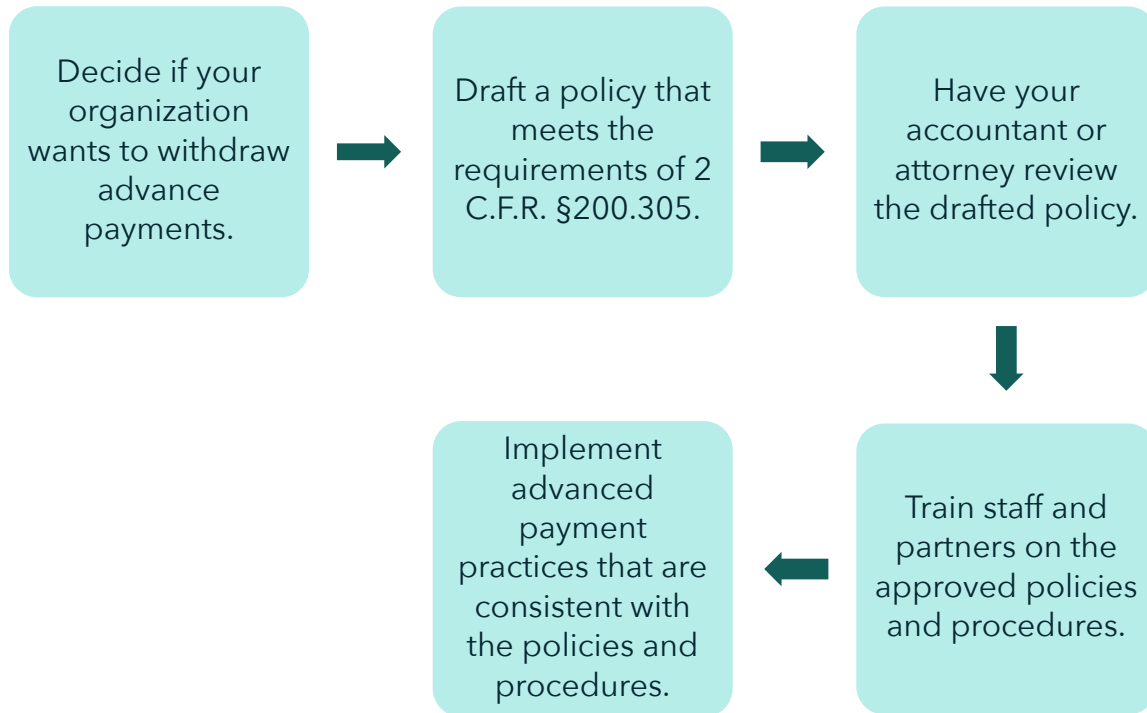 Decide if your
organization
wants to withdraw
advance
payments.
Draft a policy that
meets the
requirements of 2
C.F.R. §200.305.
Have your
accountant or
attorney review
the drafted policy.
Train staff and
partners on the
approved policies
and procedures.
Implement
advanced
payment
practices that are
consistent with
the policies and
procedures.